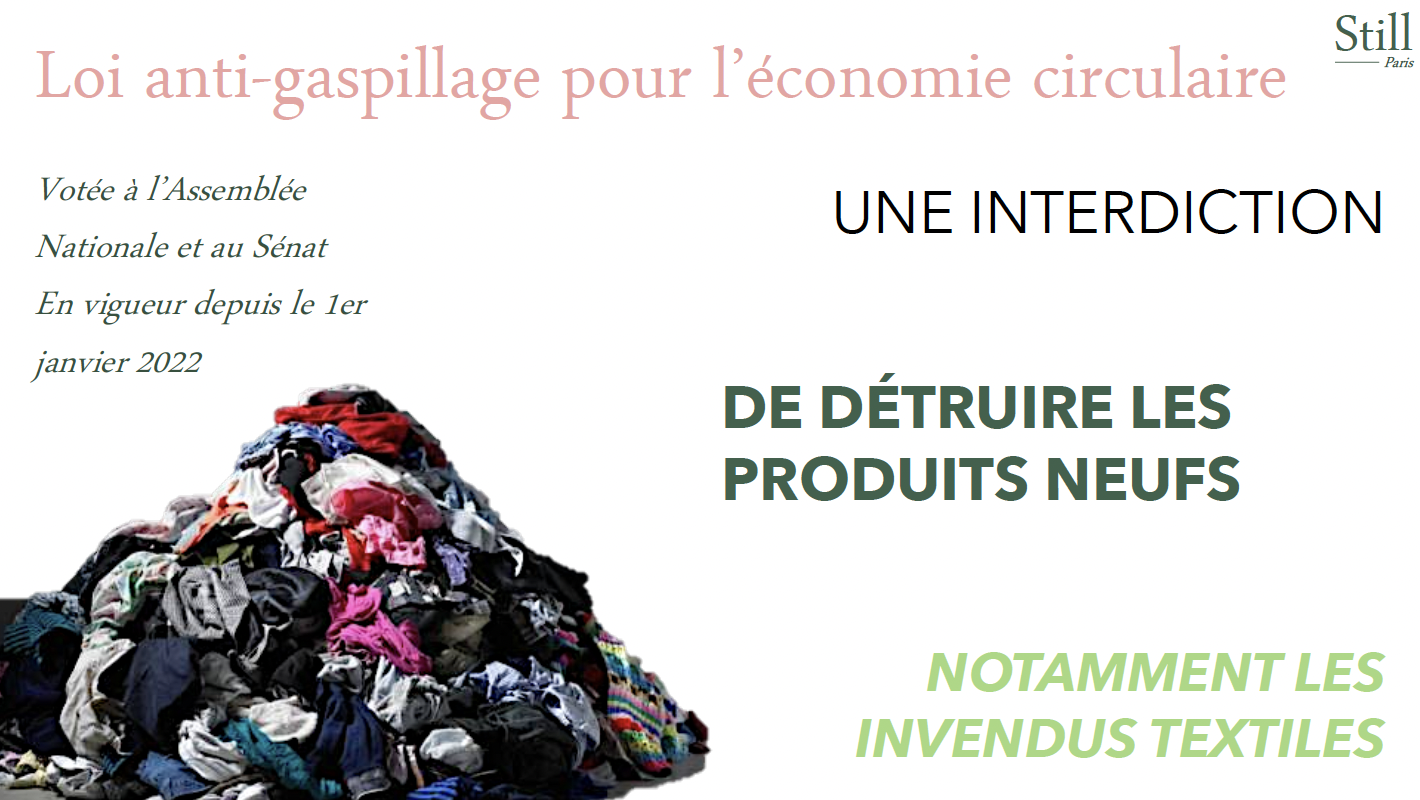 Still
Paris
Loi anti-gaspillage pour l’économie circulaire
Votée à l’Assemblée
Nationale et au Sénat
En vigueur depuis le 1er
janvier 2022
UNE INTERDICTION
DE DÉTRUIRE LES
PRODUITS NEUFS
NOTAMMENT LES
INVENDUS TEXTILES